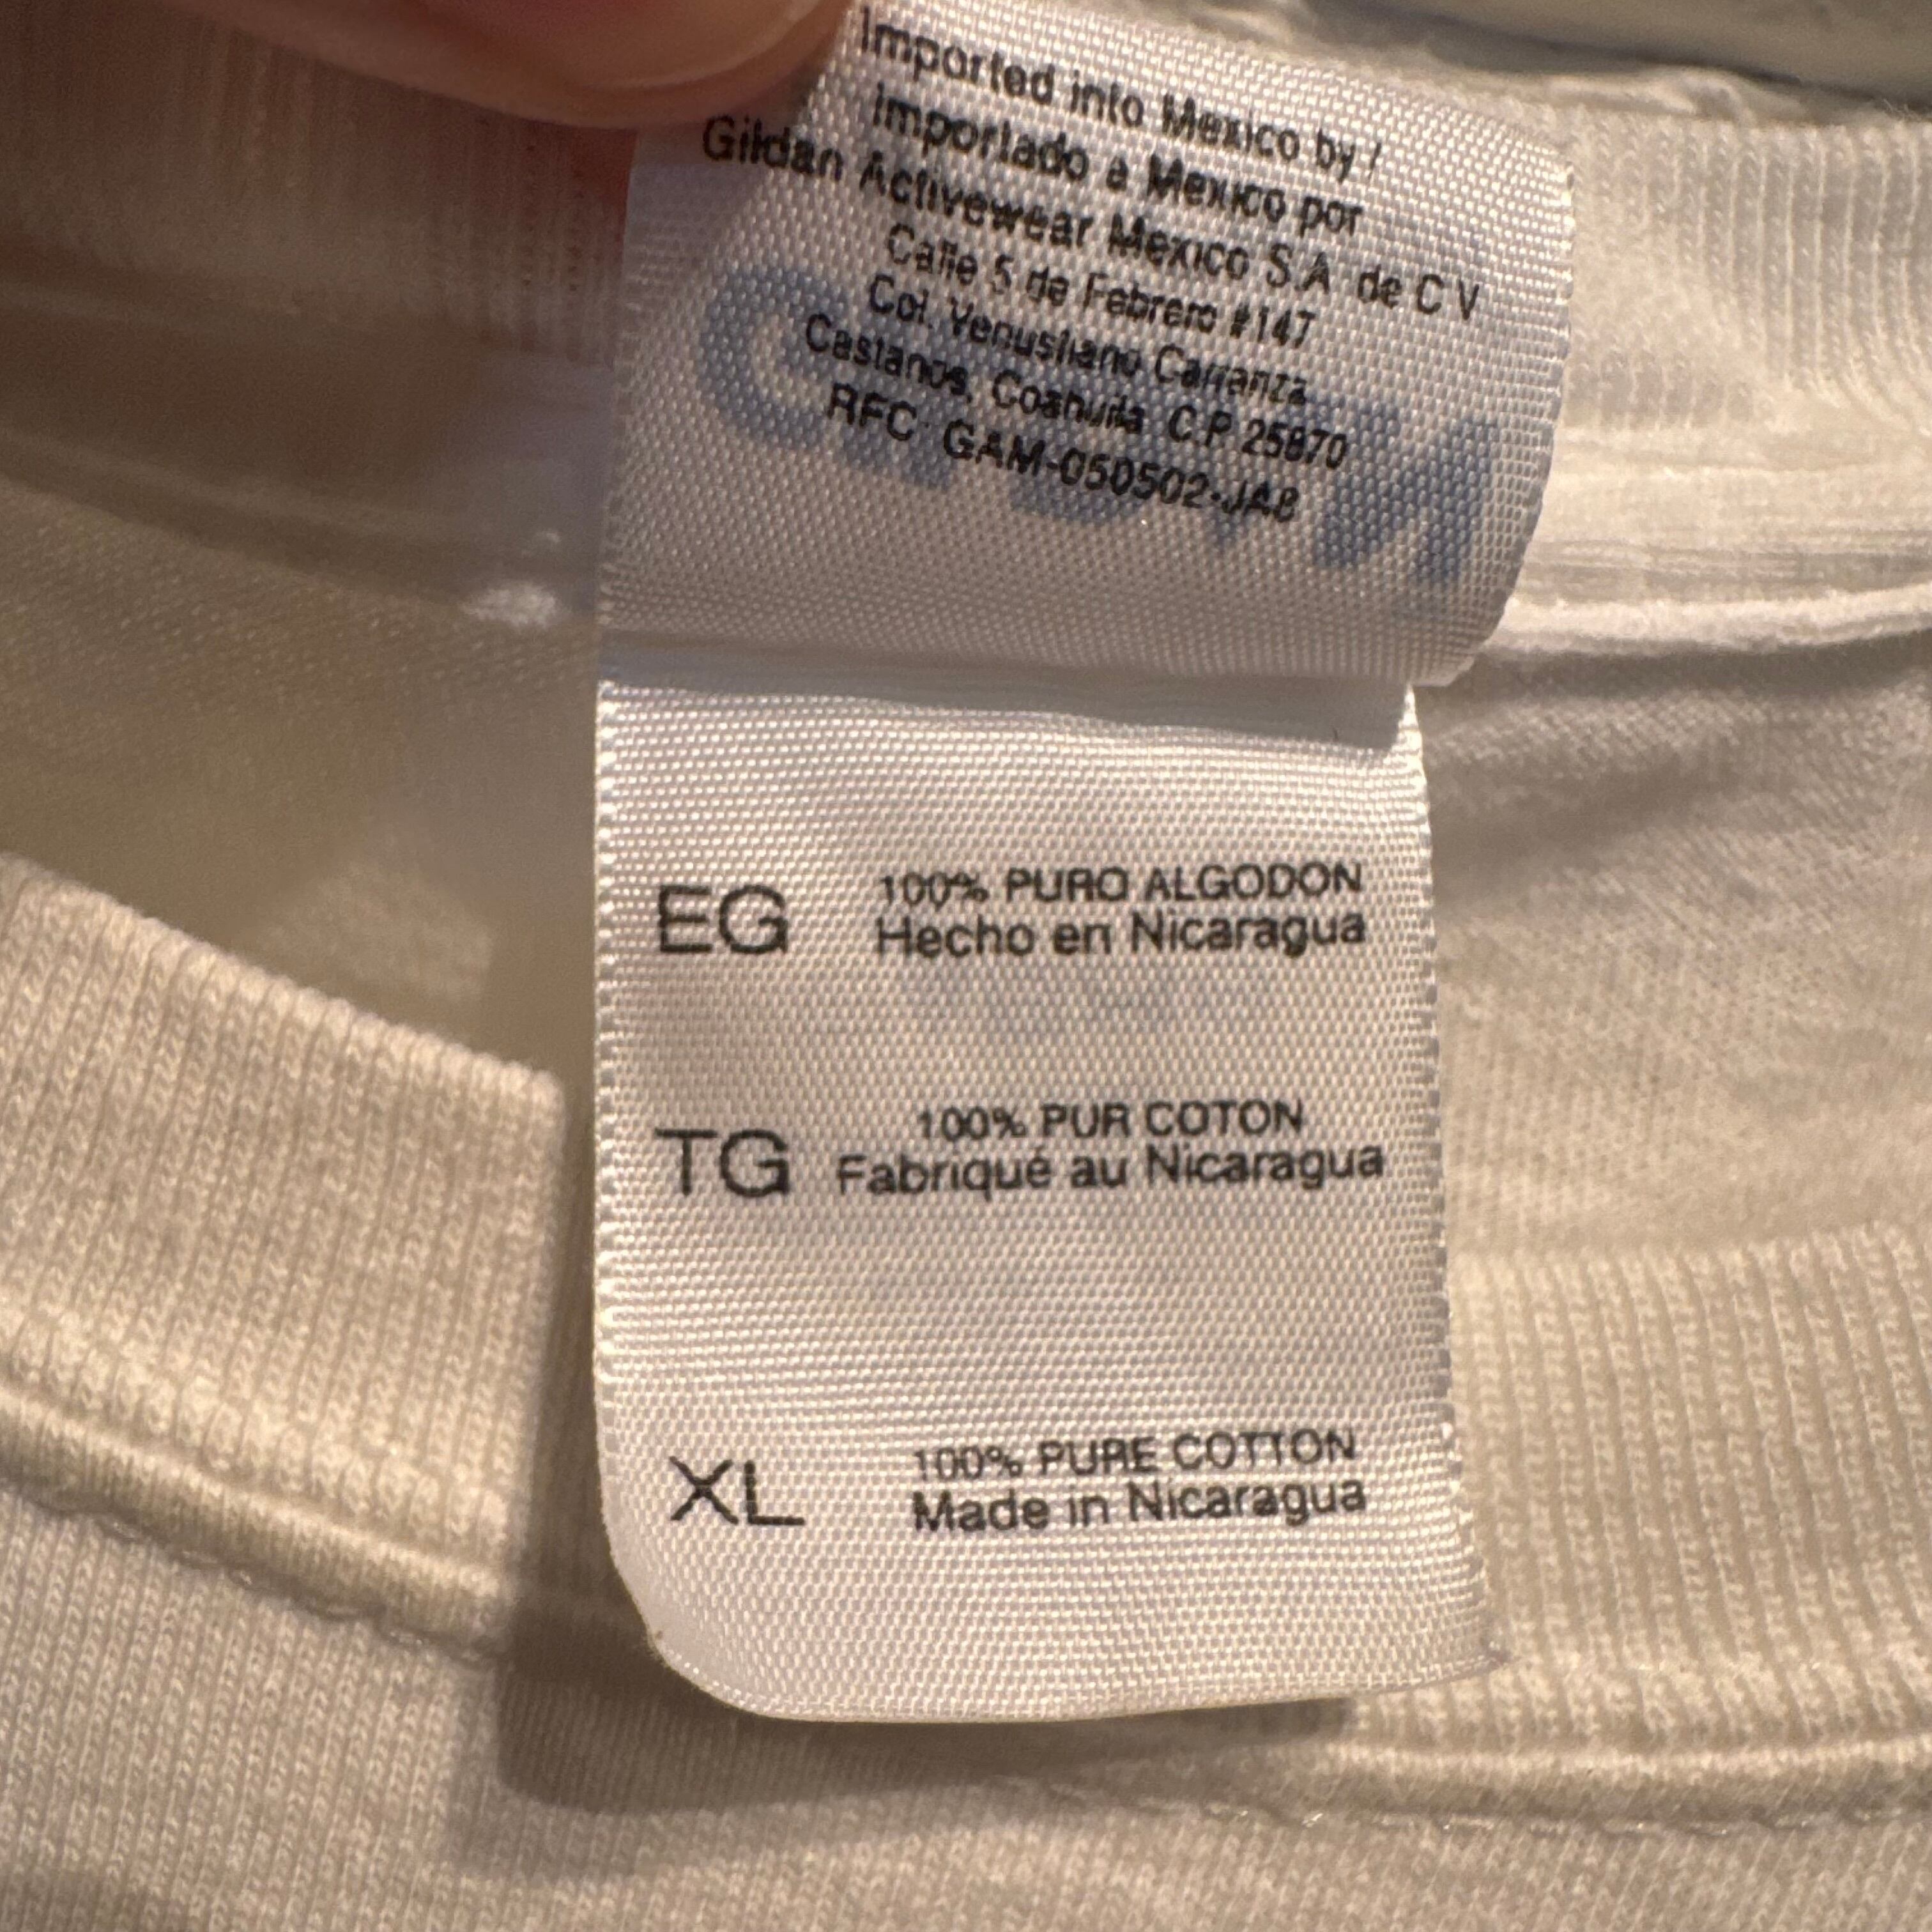 Imported into Mexico by /
Importado a Mexico por
Gildan Activewear Mexico S.A. de C.V.
Calle 5 de Febrero #147
Col. Venustiano Carranza
Castanos, Coahuila C.P. 25870
RFC: GAM-050502-JA8
EG 100% PURO ALGODON
Hecho en Nicaragua
TG 100% PUR COTON
Fabriqué au Nicaragua
XL 100% PURE COTTON
Made in Nicaragua